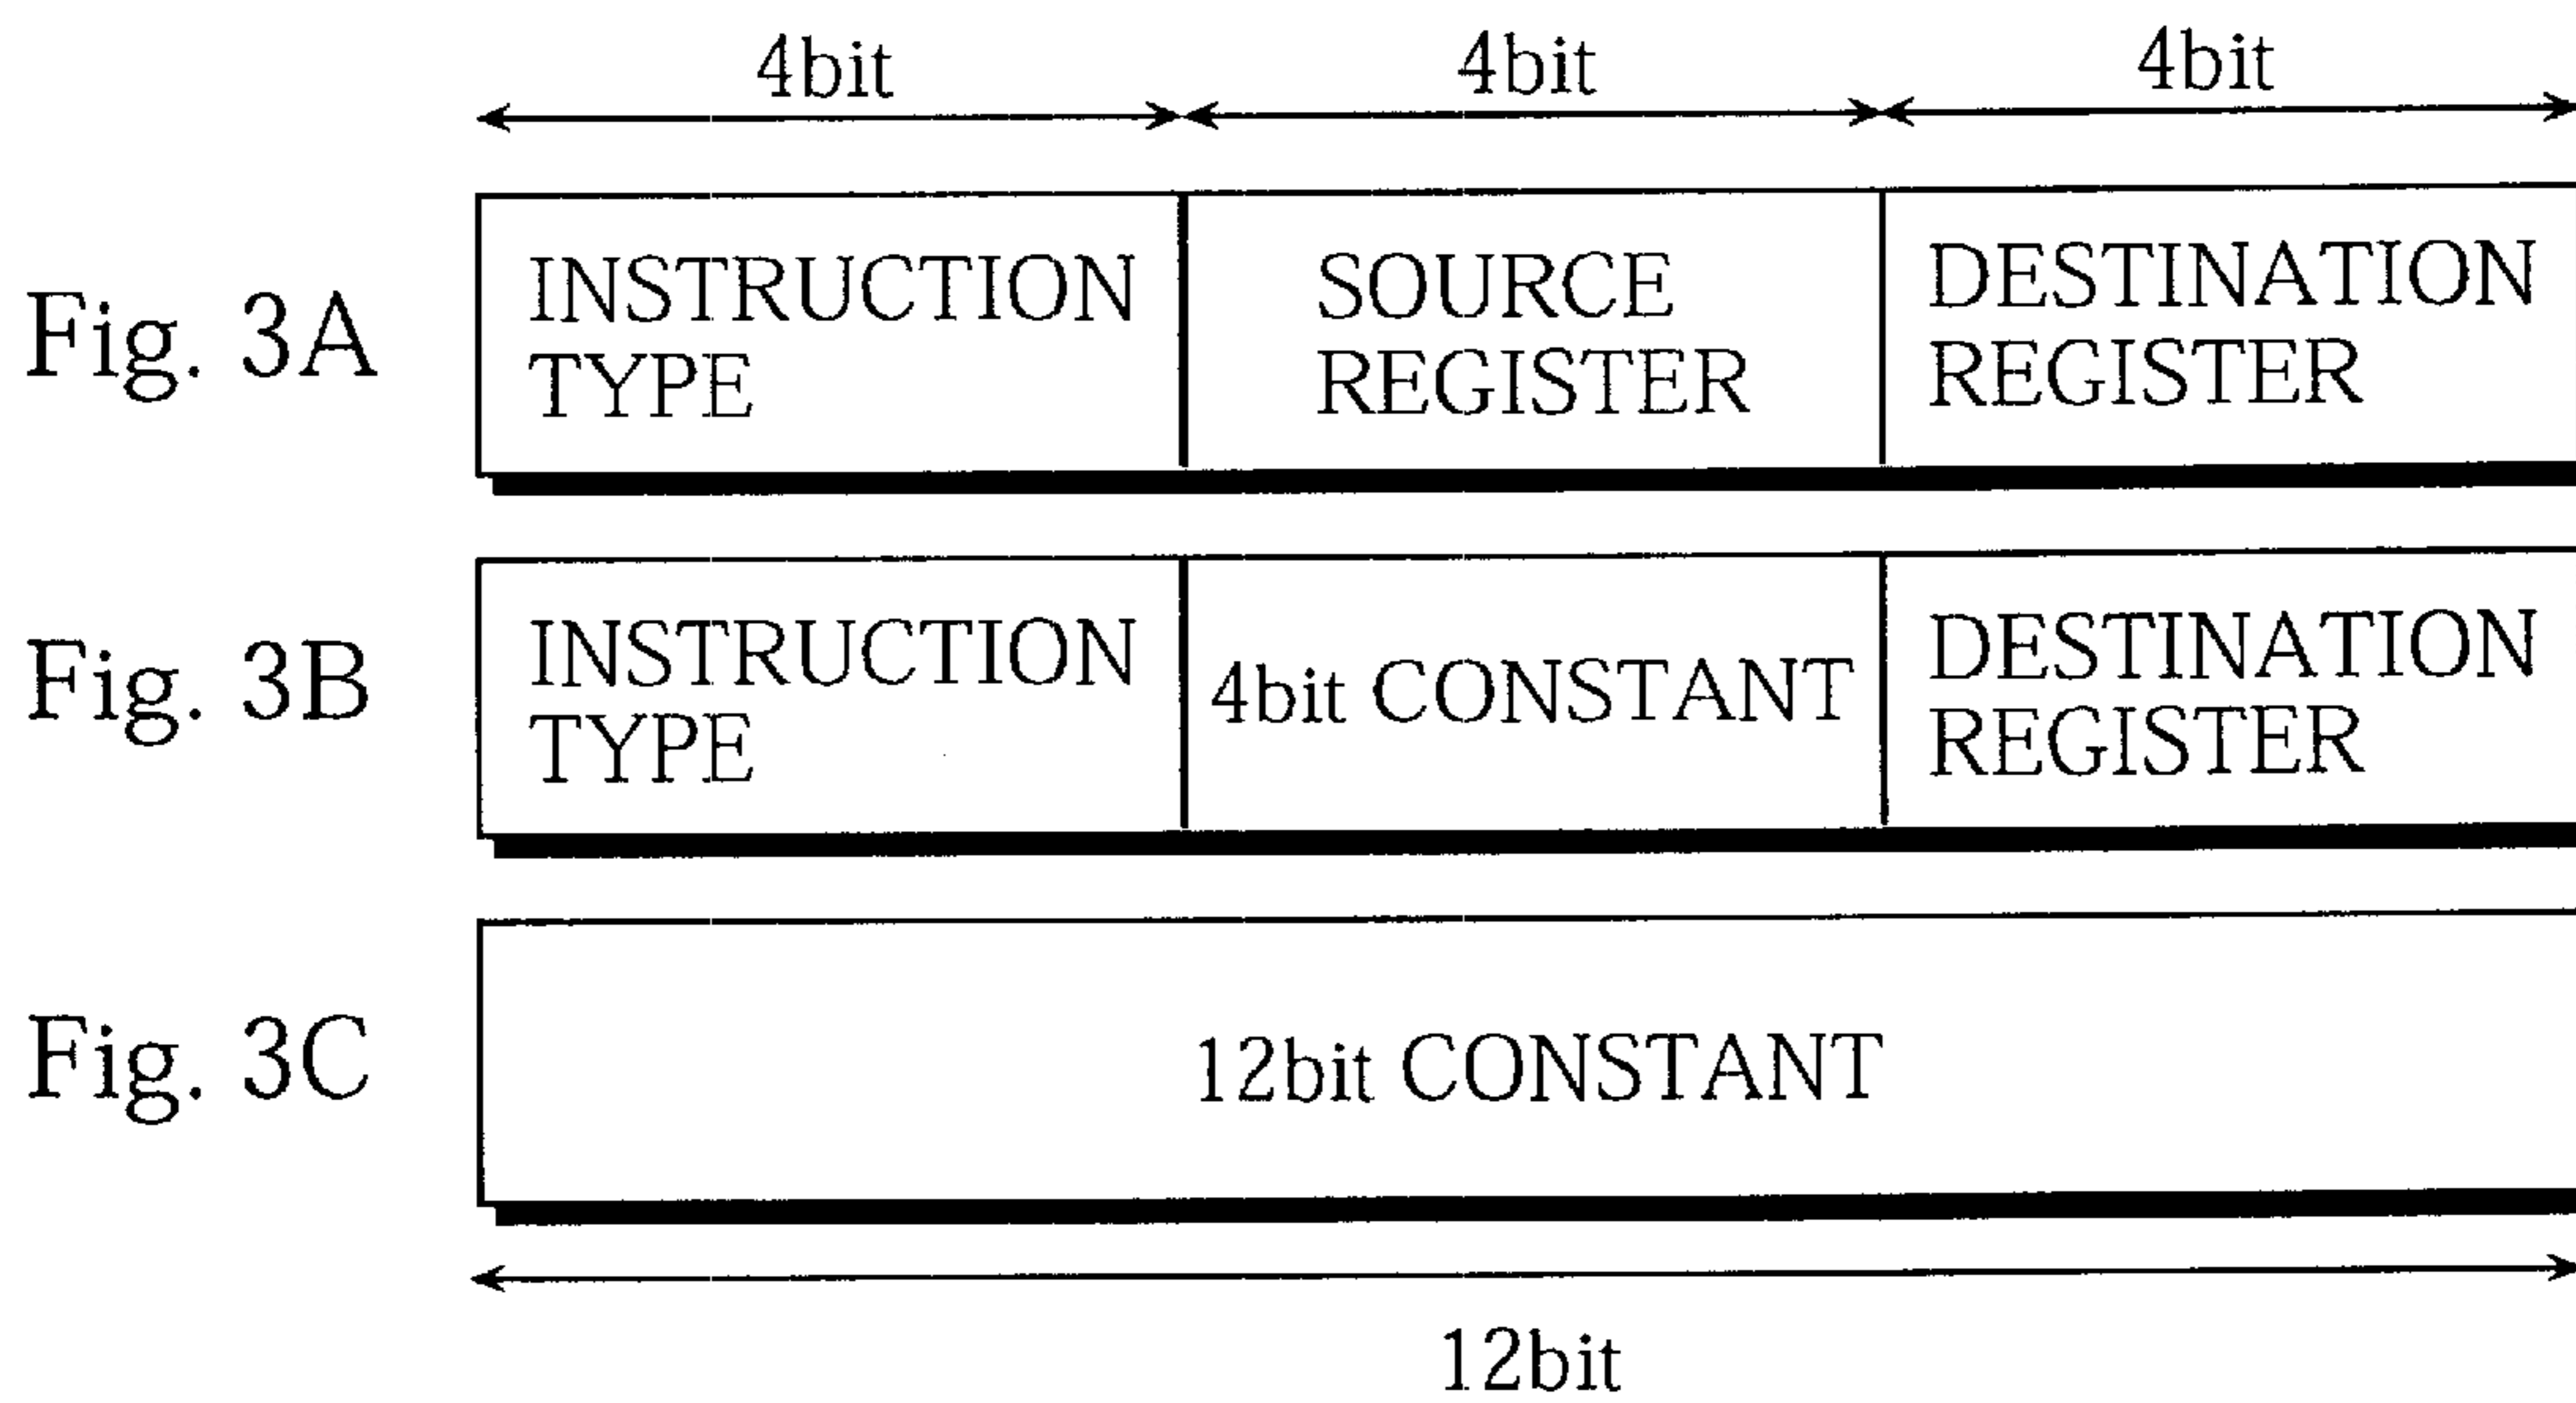 4bit 4bit 4bit
Fig. 3A
INSTRUCTION
TYPE
SOURCE
REGISTER
DESTINATION
REGISTER
Fig. 3B
INSTRUCTION
TYPE
4bit CONSTANT
DESTINATION
REGISTER
Fig. 3C
12bit CONSTANT
12bit